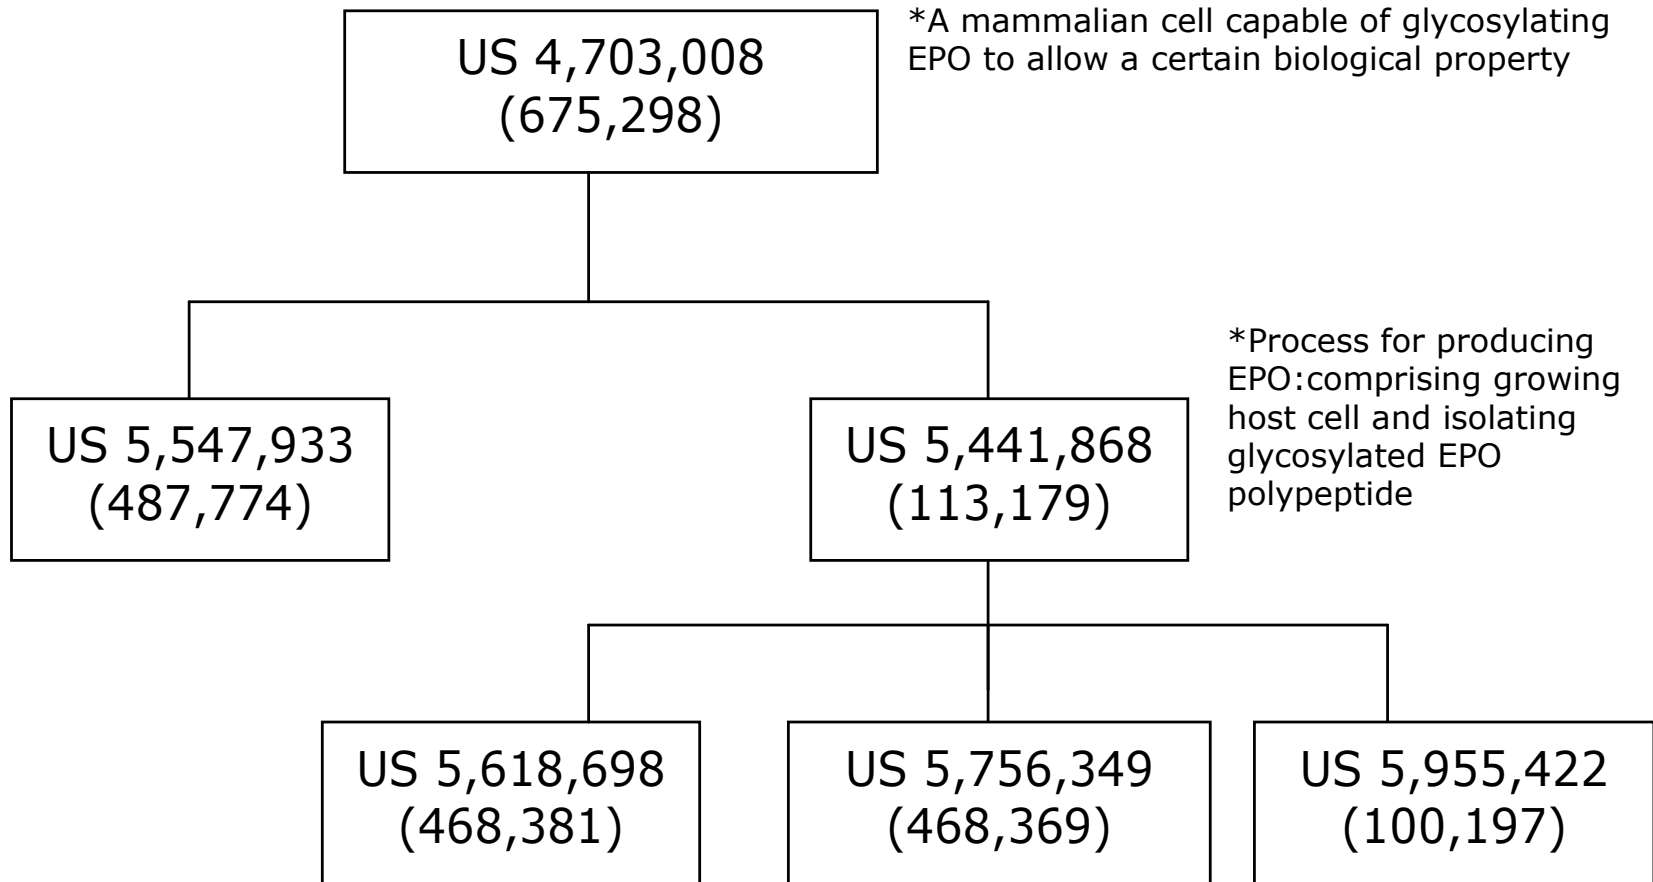 US 4,703,008
(675,298)
*A mammalian cell capable of glycosylating
EPO to allow a certain biological property
US 5,547,933
(487,774)
US 5,441,868
(113,179)
*Process for producing
EPO:comprising growing
host cell and isolating
glycosylated EPO
polypeptide
US 5,618,698
(468,381)
US 5,756,349
(468,369)
US 5,955,422
(100,197)